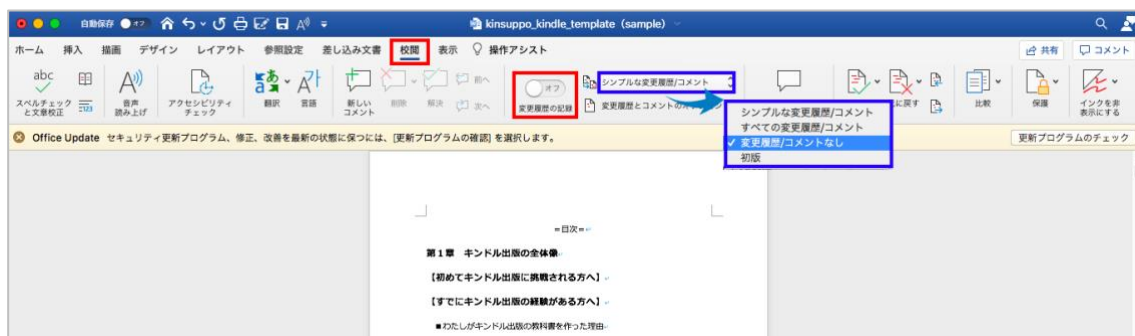 自動保存 オフ kinsuppo_kindle_template (sample)
ホーム 挿入 描画 デザイン レイアウト 参照設定 差し込み文書 校閲 表示 操作アシスト 共有 コメント
abc
スペルチェックと文章校正
123
音声読み上げ
アクセシビリティチェック
翻訳
言語
新しいコメント
削除
解決
前へ
次へ
オフ
変更履歴の記録
シンプルな変更履歴/コメント
変更履歴とコメントの
に戻す
比較
保護
インクを非表示にする
シンプルな変更履歴/コメント
すべての変更履歴/コメント
✓ 変更履歴/コメントなし
初版
Office Update セキュリティ更新プログラム、修正、改善を最新の状態に保つには、[更新プログラムの確認] を選択します。 更新プログラムのチェック
=目次=
第1章 キンドル出版の全体像
【初めてキンドル出版に挑戦される方へ】
【すでにキンドル出版の経験がある方へ】
■わたしがキンドル出版の教科書を作った理由